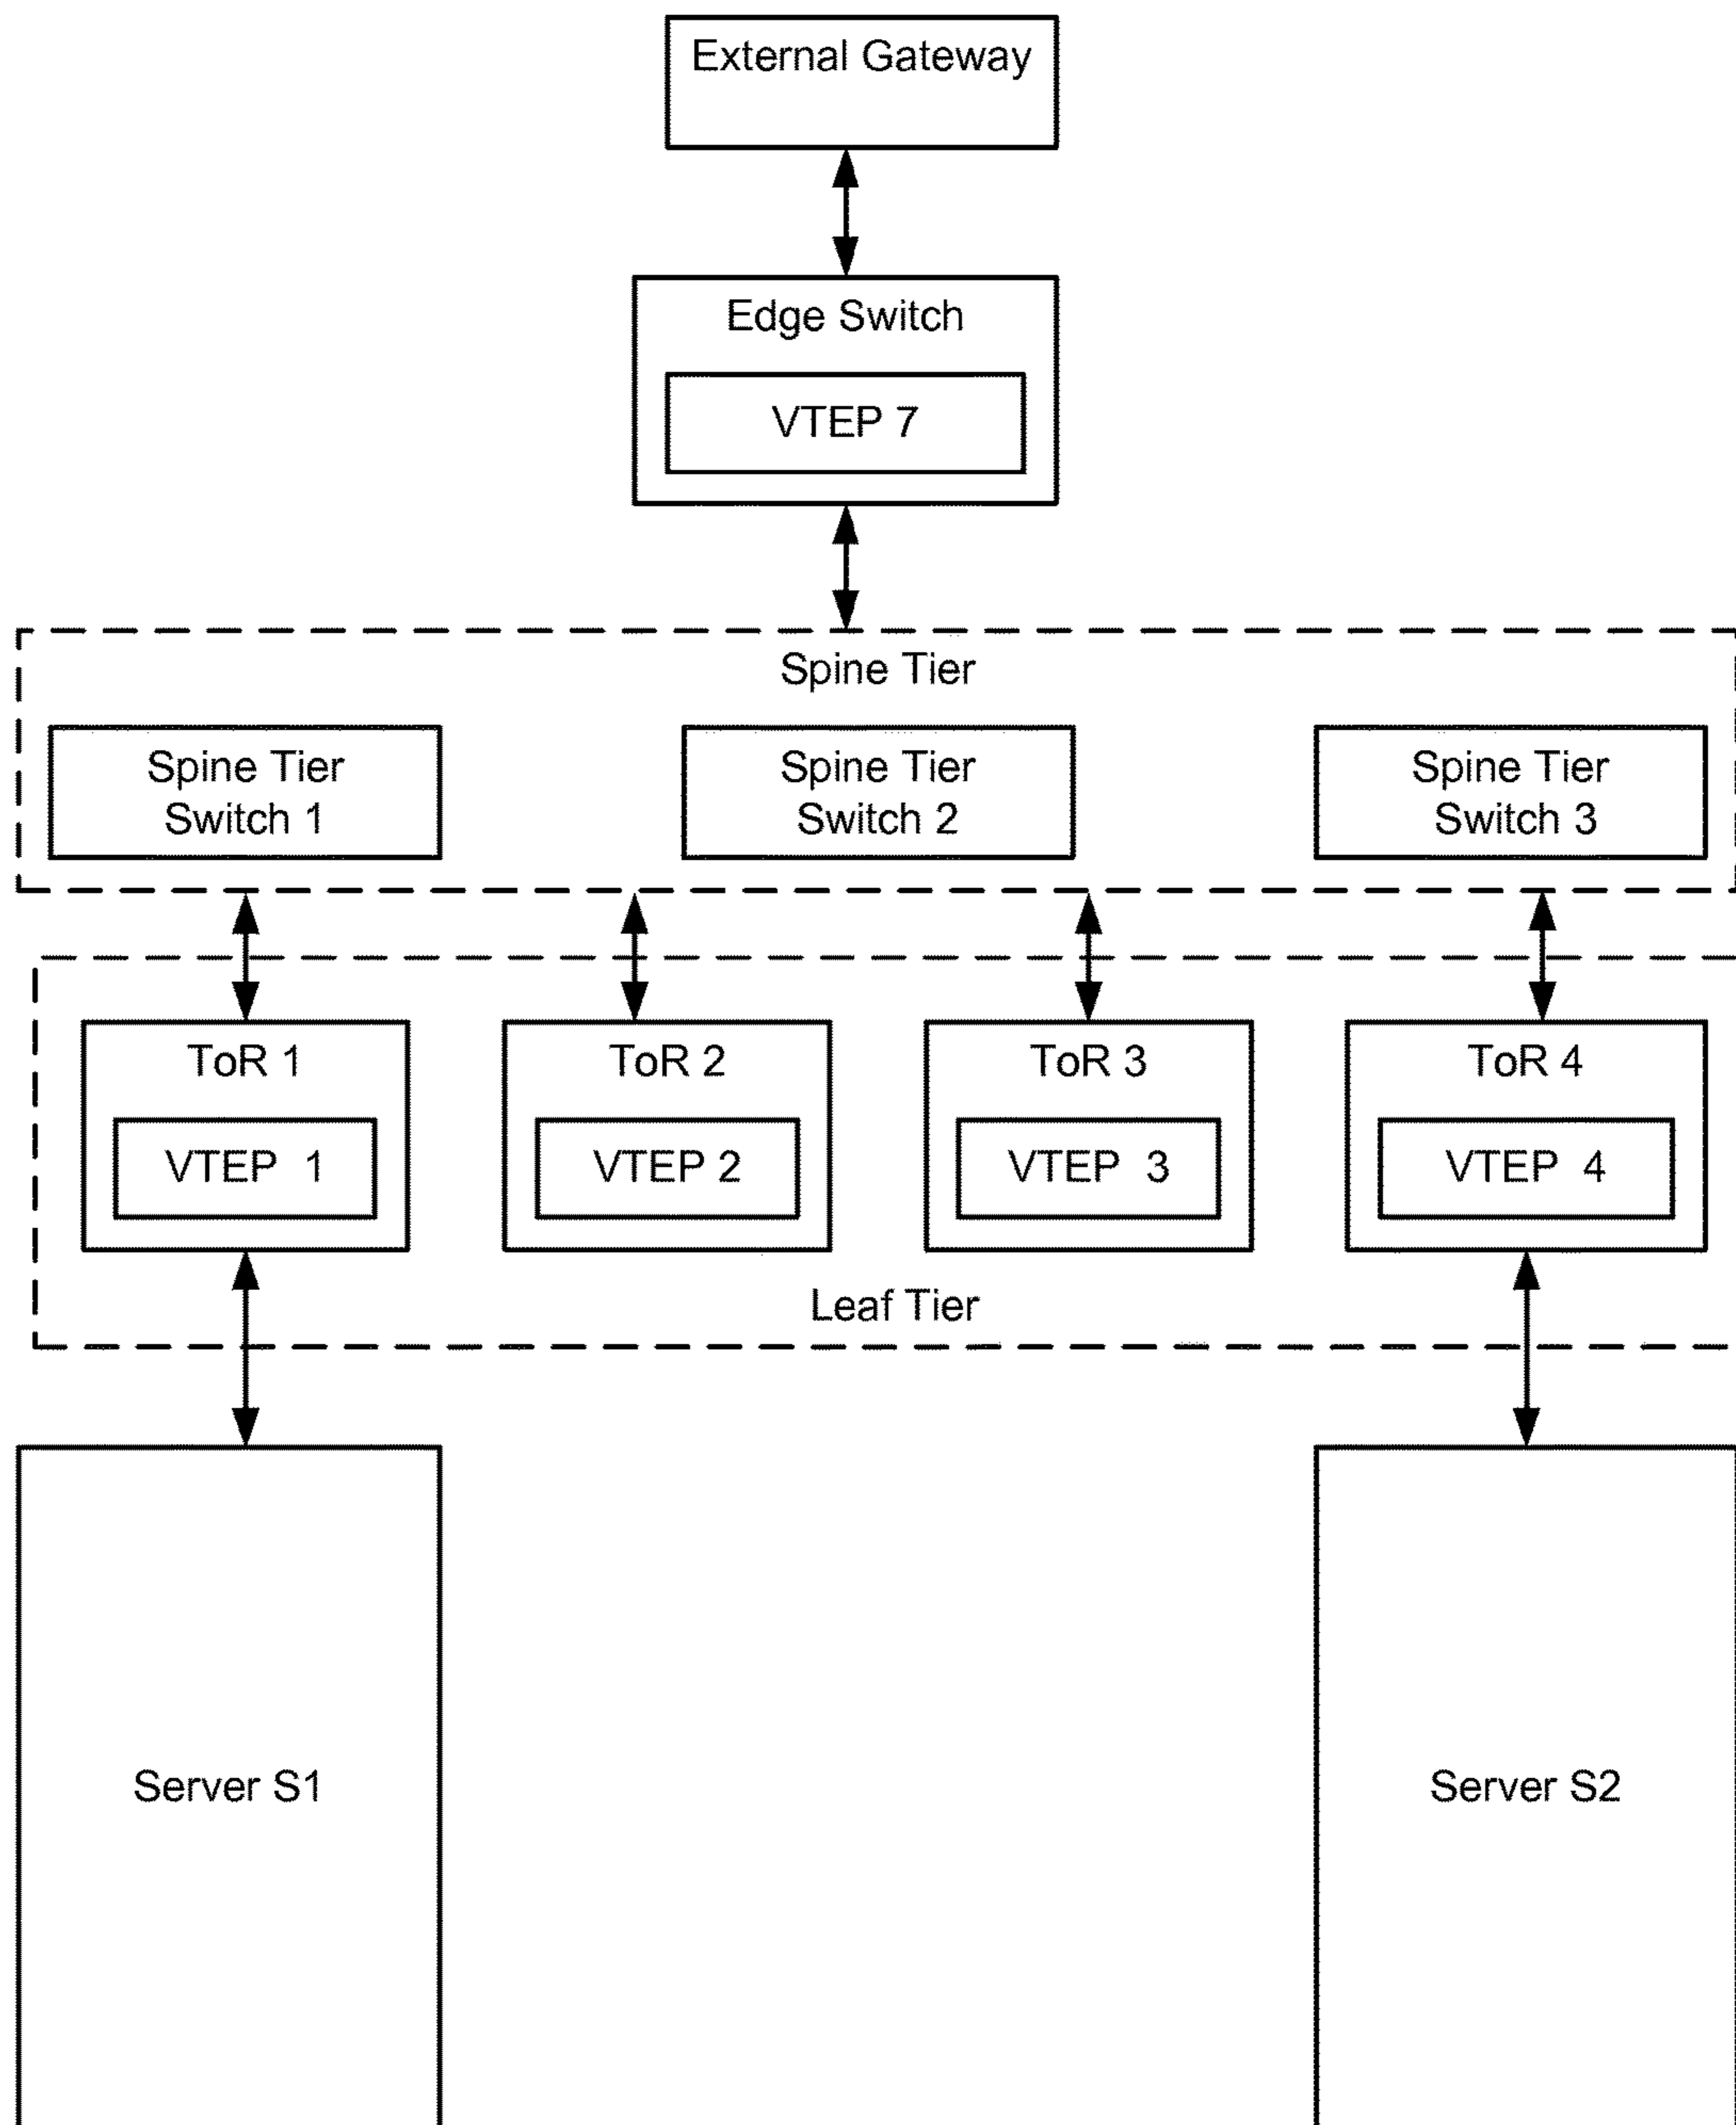 External Gateway
Edge Switch
VTEP 7
Spine Tier
Spine Tier
Switch 1
Spine Tier
Switch 2
Spine Tier
Switch 3
ToR 1
VTEP 1
ToR 2
VTEP 2
ToR 3
VTEP 3
ToR 4
VTEP 4
Leaf Tier
Server S1
Server S2